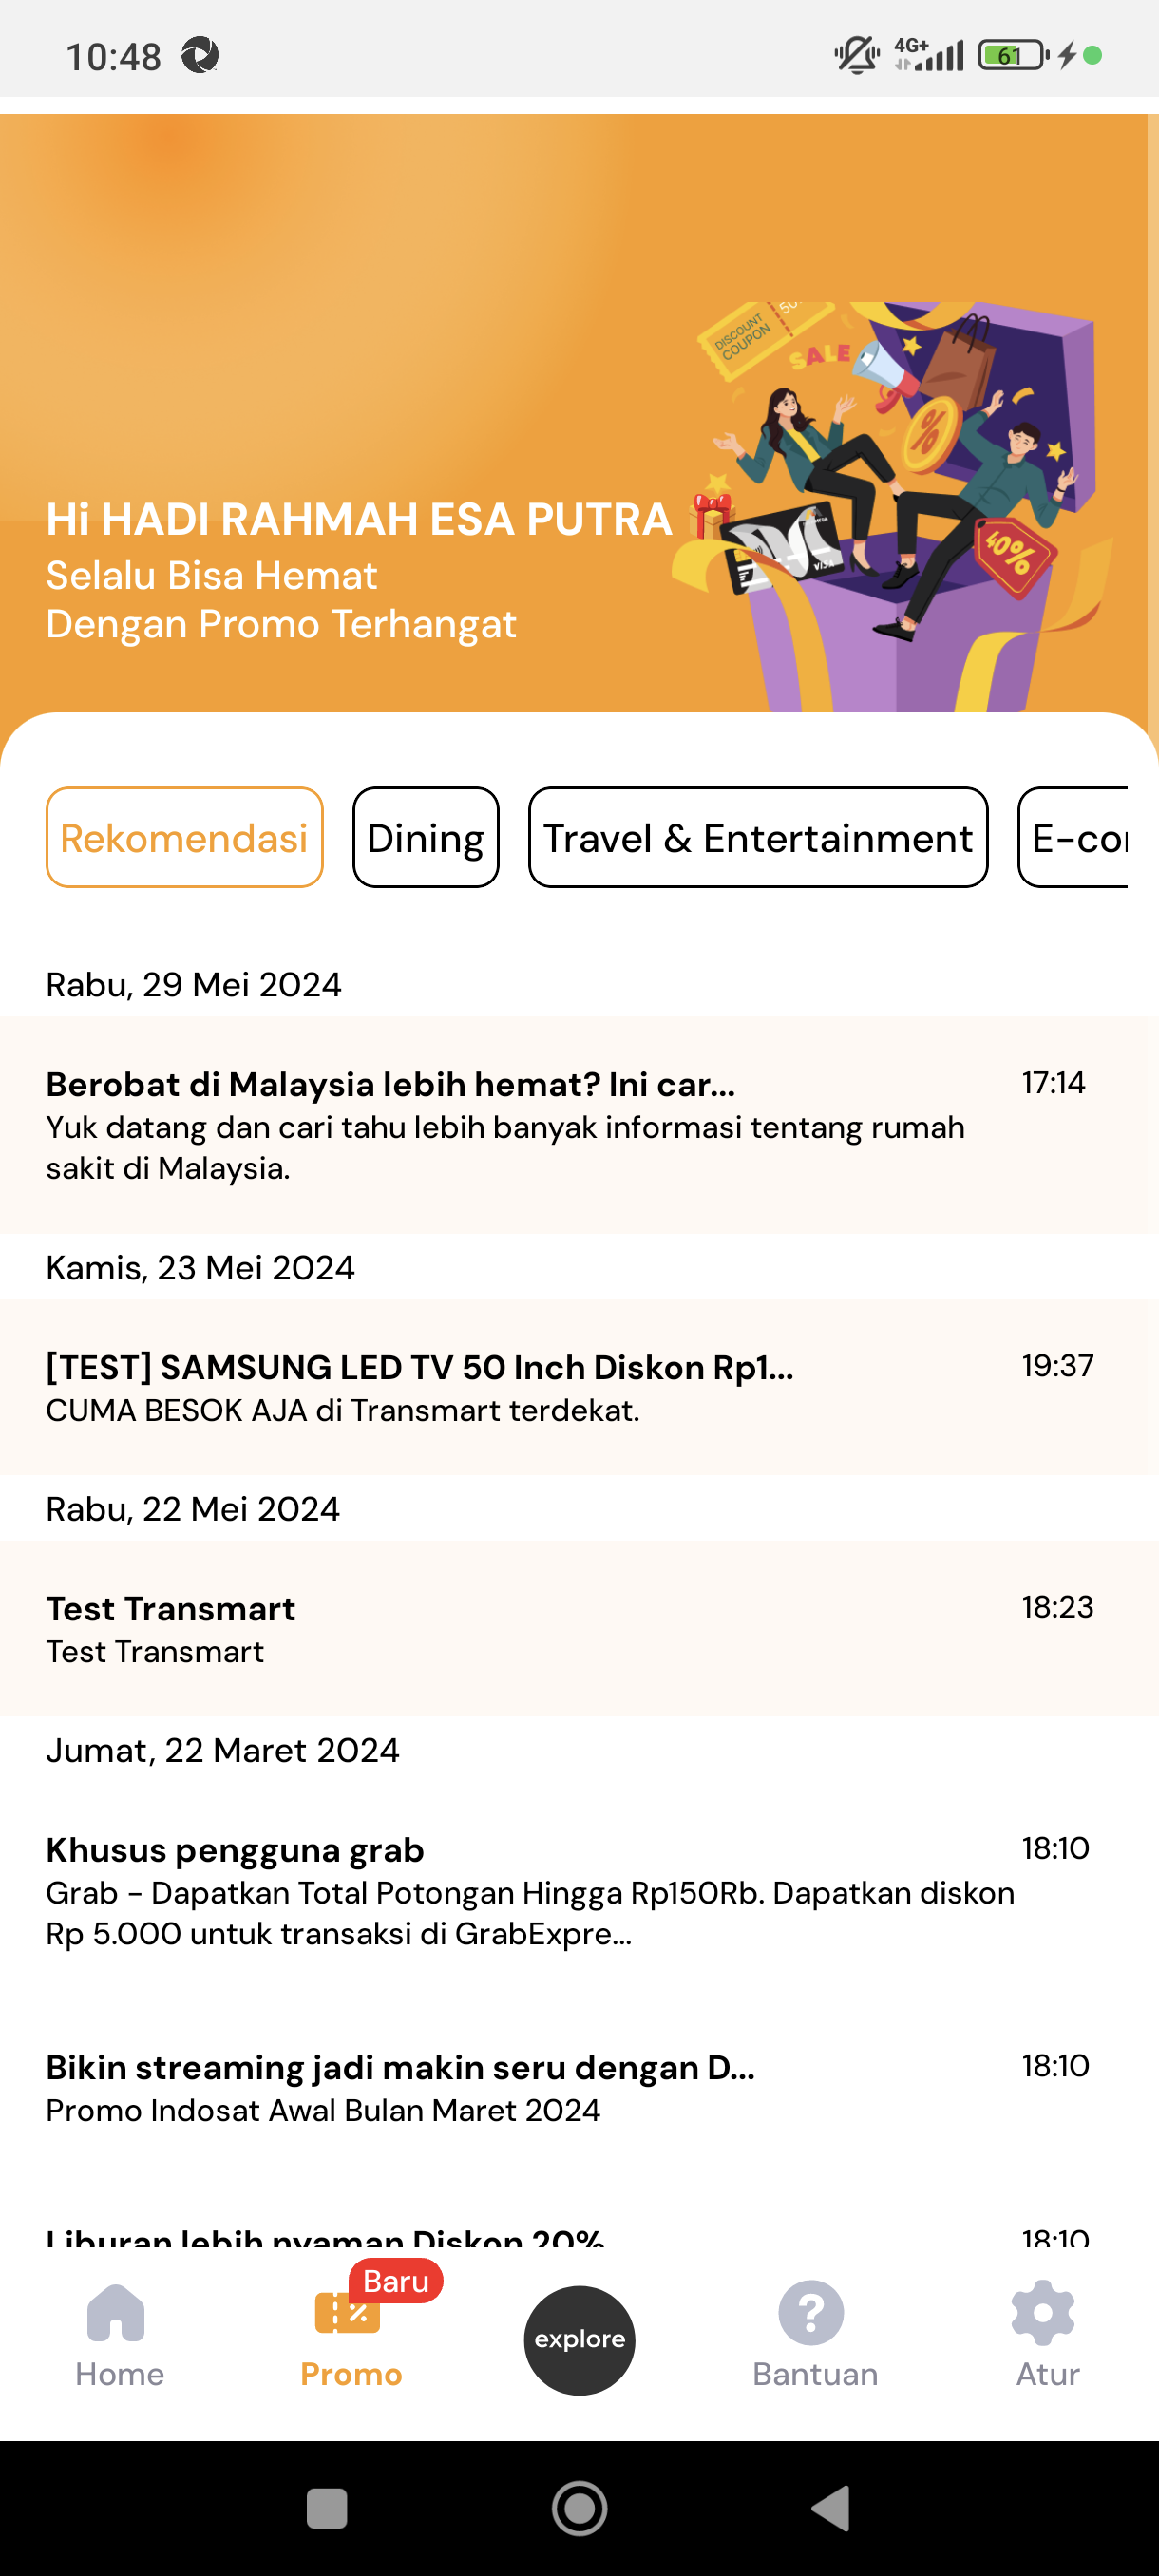 10:48
4G+
61
DISCOUNT
COUPON
SALE
%
Hi HADI RAHMAH ESA PUTRA
VISA
40%
Selalu Bisa Hemat
Dengan Promo Terhangat
Rekomendasi
Dining
Travel & Entertainment
E-co
Rabu, 29 Mei 2024
Berobat di Malaysia lebih hemat? Ini car...
17:14
Yuk datang dan cari tahu lebih banyak informasi tentang rumah
sakit di Malaysia.
Kamis, 23 Mei 2024
[TEST] SAMSUNG LED TV 50 Inch Diskon Rp1...
19:37
CUMA BESOK AJA di Transmart terdekat.
Rabu, 22 Mei 2024
Test Transmart
18:23
Test Transmart
Jumat, 22 Maret 2024
Khusus pengguna grab
18:10
Grab - Dapatkan Total Potongan Hingga Rp150Rb. Dapatkan diskon
Rp 5.000 untuk transaksi di GrabExpre...
Bikin streaming jadi makin seru dengan D...
18:10
Promo Indosat Awal Bulan Maret 2024
Liburan lebih nyaman Diskon 20%
18:10
Baru
Home
Promo
explore
Bantuan
Atur